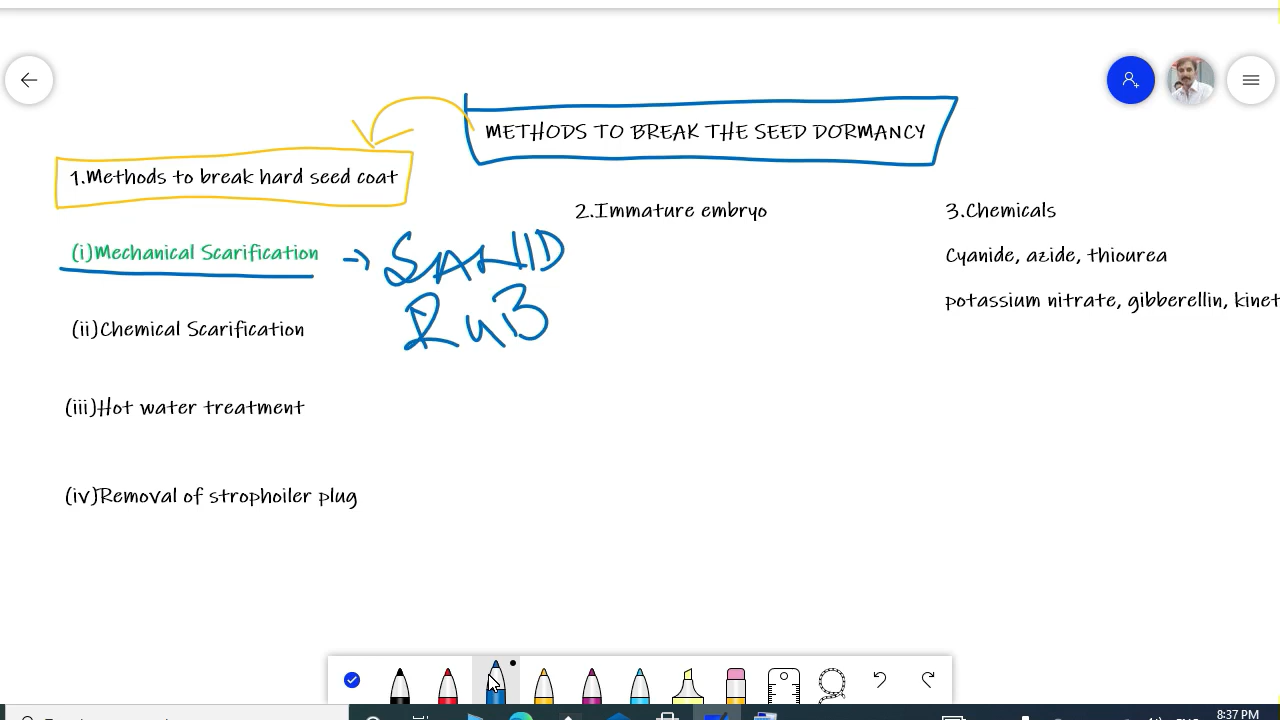 METHODS TO BREAK THE SEED DORMANCY
1.Methods to break hard seed coat
(i)Mechanical Scarification → SAND
RuB
(ii)Chemical Scarification
(iii)Hot water treatment
(iv)Removal of strophoiler plug
2.Immature embryo
3.Chemicals
Cyanide, azide, thiourea
potassium nitrate, gibberellin, kinet
8:37 PM